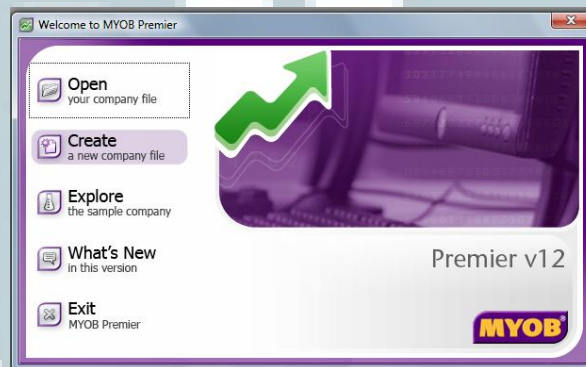 Welcome to MYOB Premier
Open
your company file
Create
a new company file
Explore
the sample company
What's New
in this version
Exit
MYOB Premier
Premier v12
MYOB